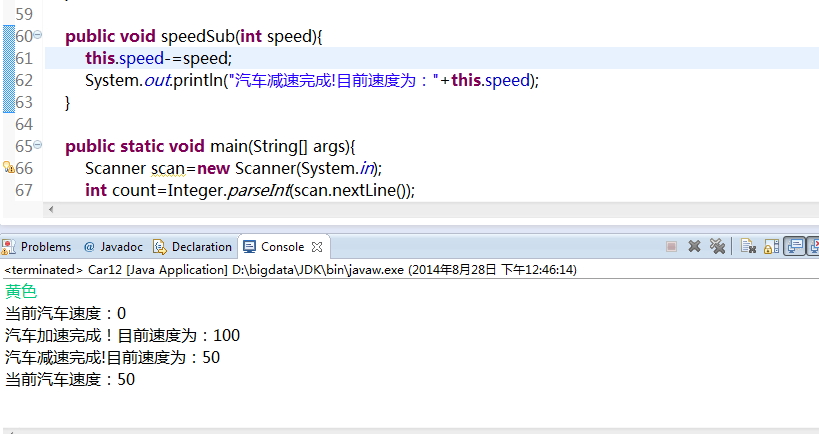 59
60 public void speedSub(int speed){
61 this.speed-=speed;
62 System.out.println("汽车减速完成!目前速度为："+this.speed);
63 }
64
65 public static void main(String[] args){
66 Scanner scan=new Scanner(System.in);
67 int count=Integer.parseInt(scan.nextLine());
Problems @ Javadoc Declaration Console
<terminated> Car12 [Java Application] D:\bigdata\JDK\bin\javaw.exe (2014年8月28日 下午12:46:14)
黄色
当前汽车速度：0
汽车加速完成！目前速度为：100
汽车减速完成!目前速度为：50
当前汽车速度：50